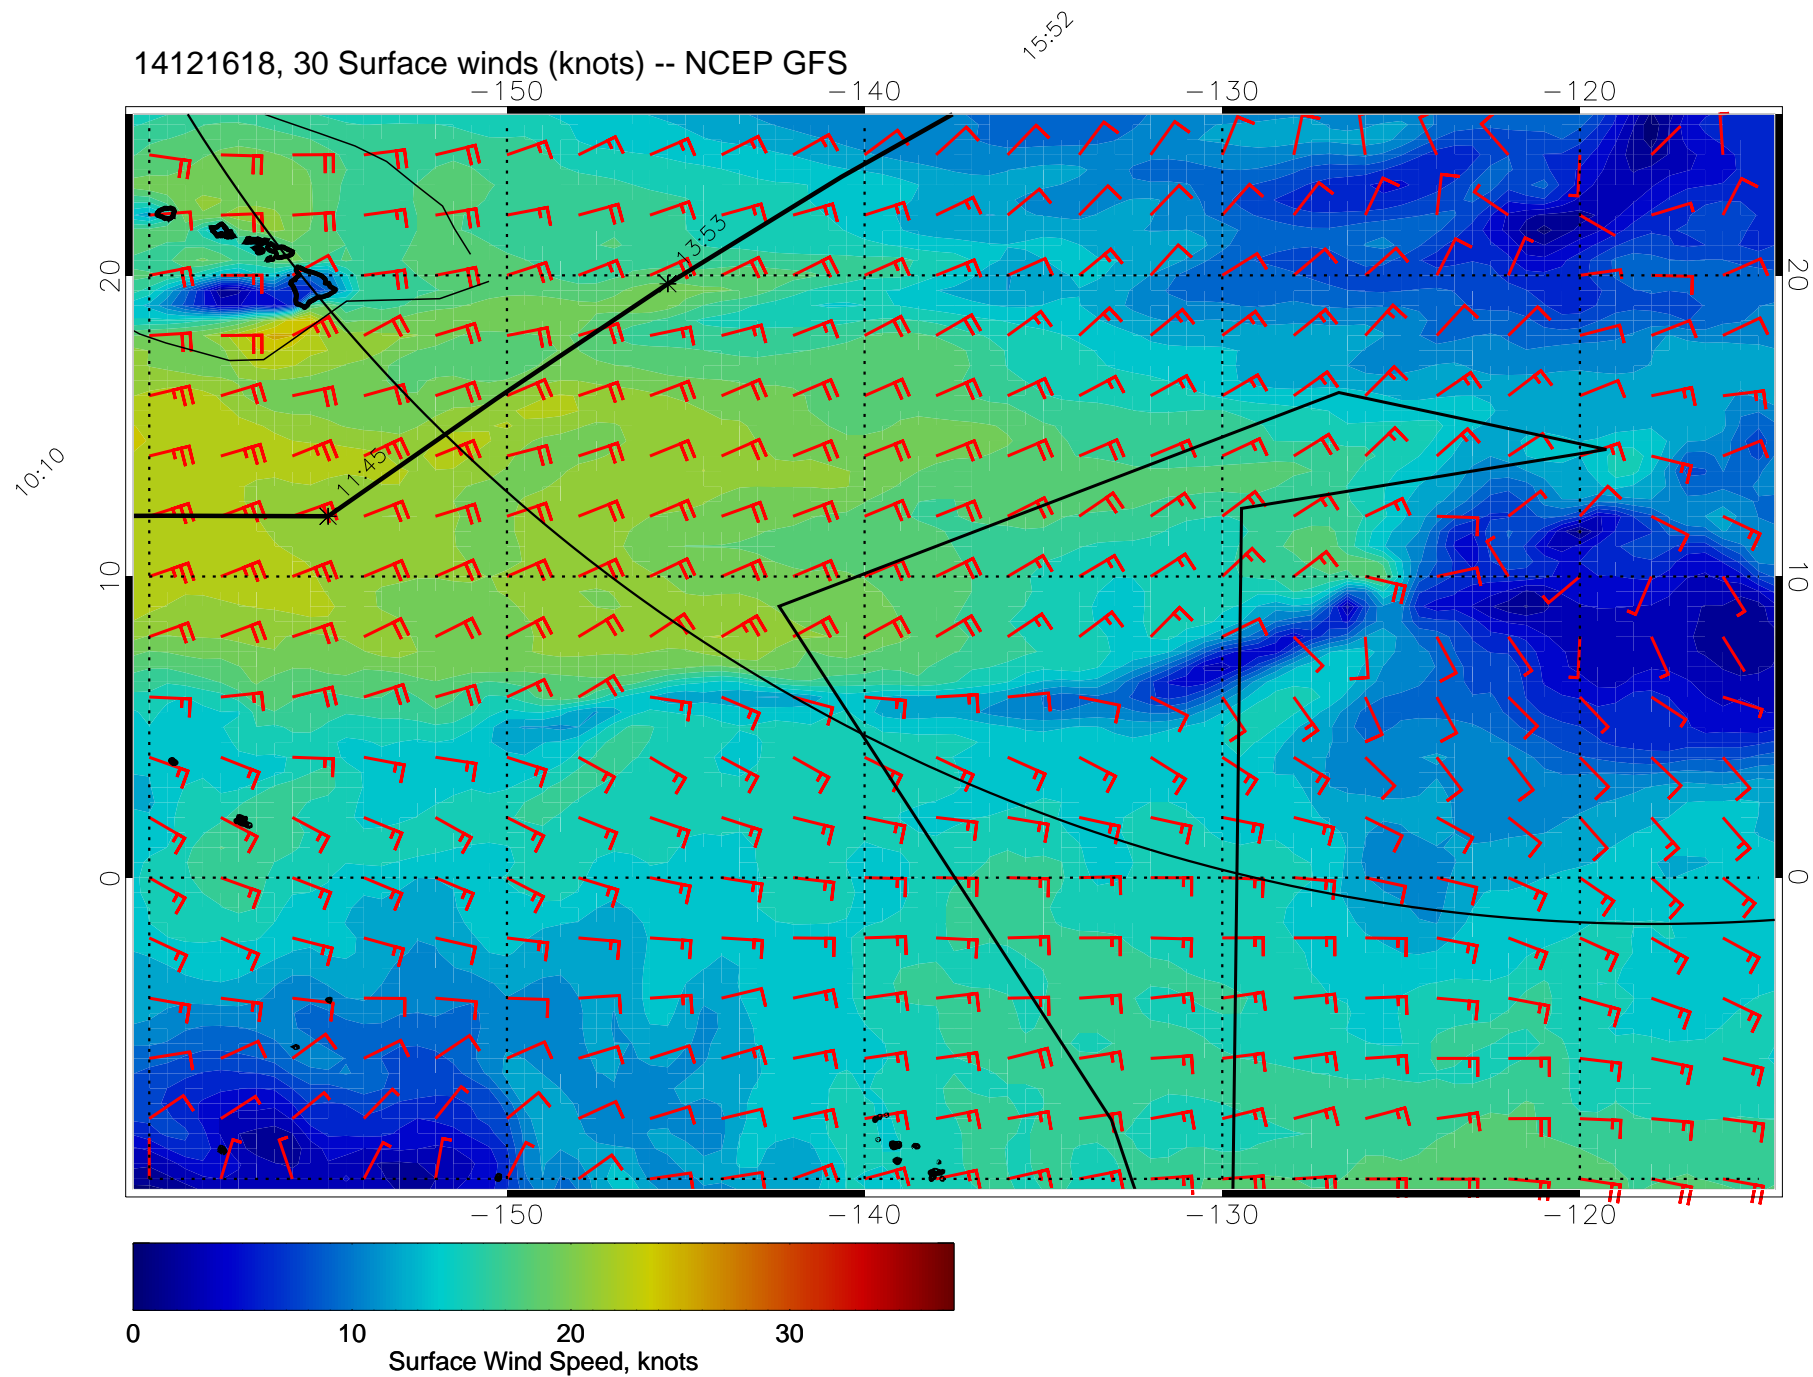 15:52
14121618, 30 Surface winds (knots) -- NCEP GFS
-150 -140 -130 -120
13:53
20 20
11:45
10:10
10 10
0 0
-150 -140 -130 -120
0 10 20 30
Surface Wind Speed, knots